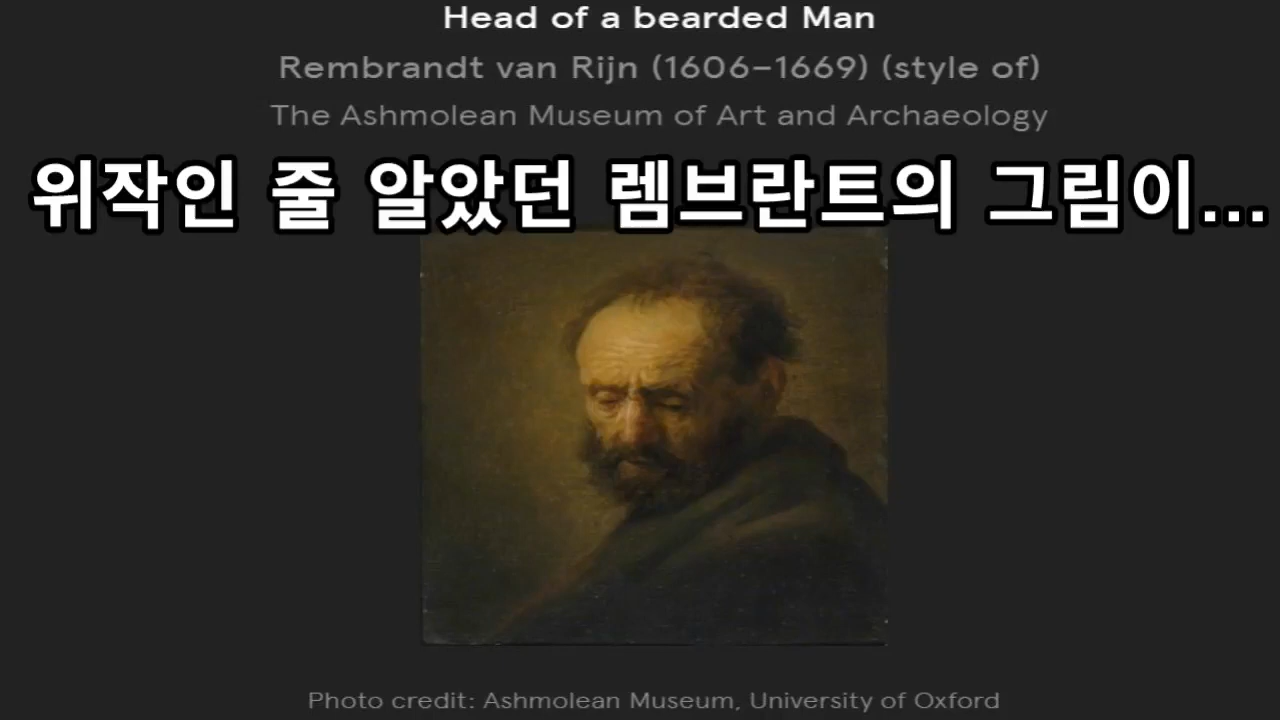 Head of a bearded Man
Rembrandt van Rijn (1606–1669) (style of)
The Ashmolean Museum of Art and Archaeology
위작인 줄 알았던 렘브란트의 그림이...
Photo credit: Ashmolean Museum, University of Oxford